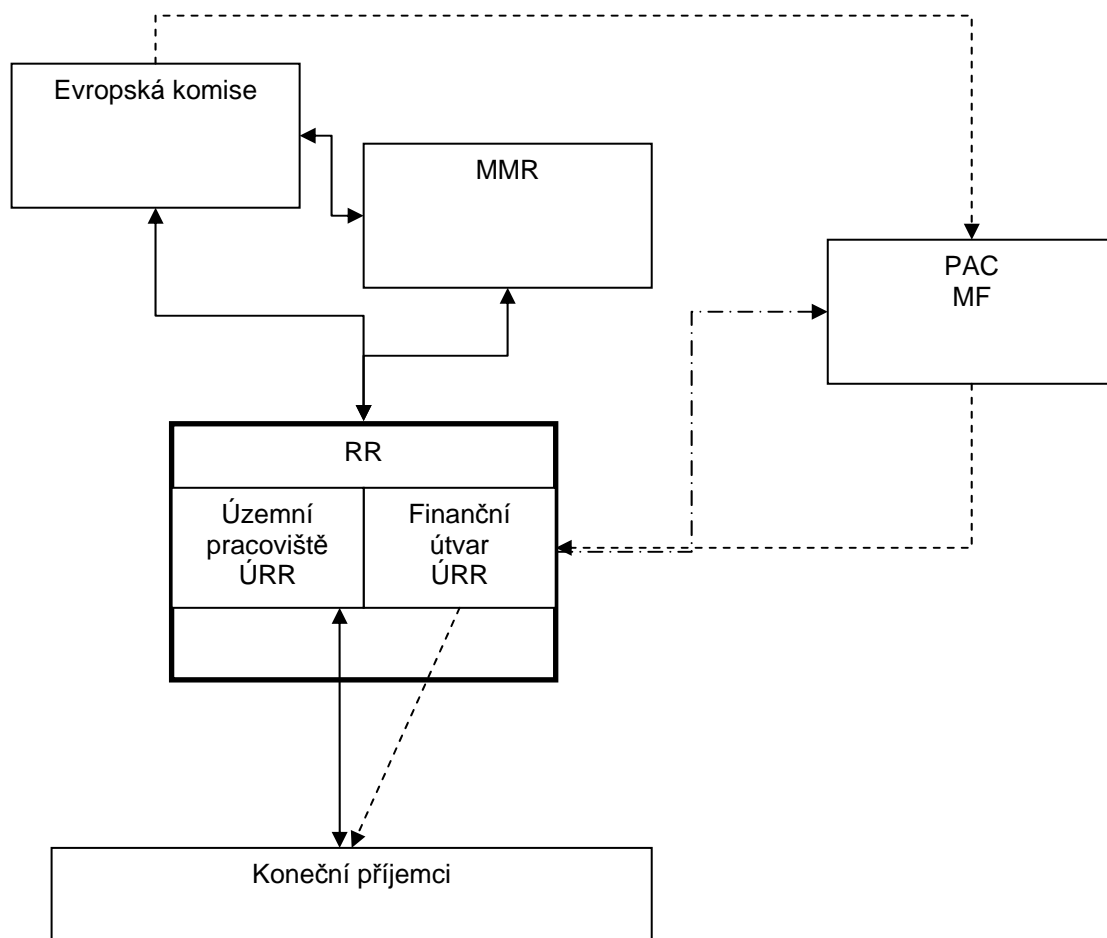 Evropská komise
MMR
PAC
MF
RR
Územní
pracoviště
ÚRR
Finanční
útvar
ÚRR
Koneční příjemci